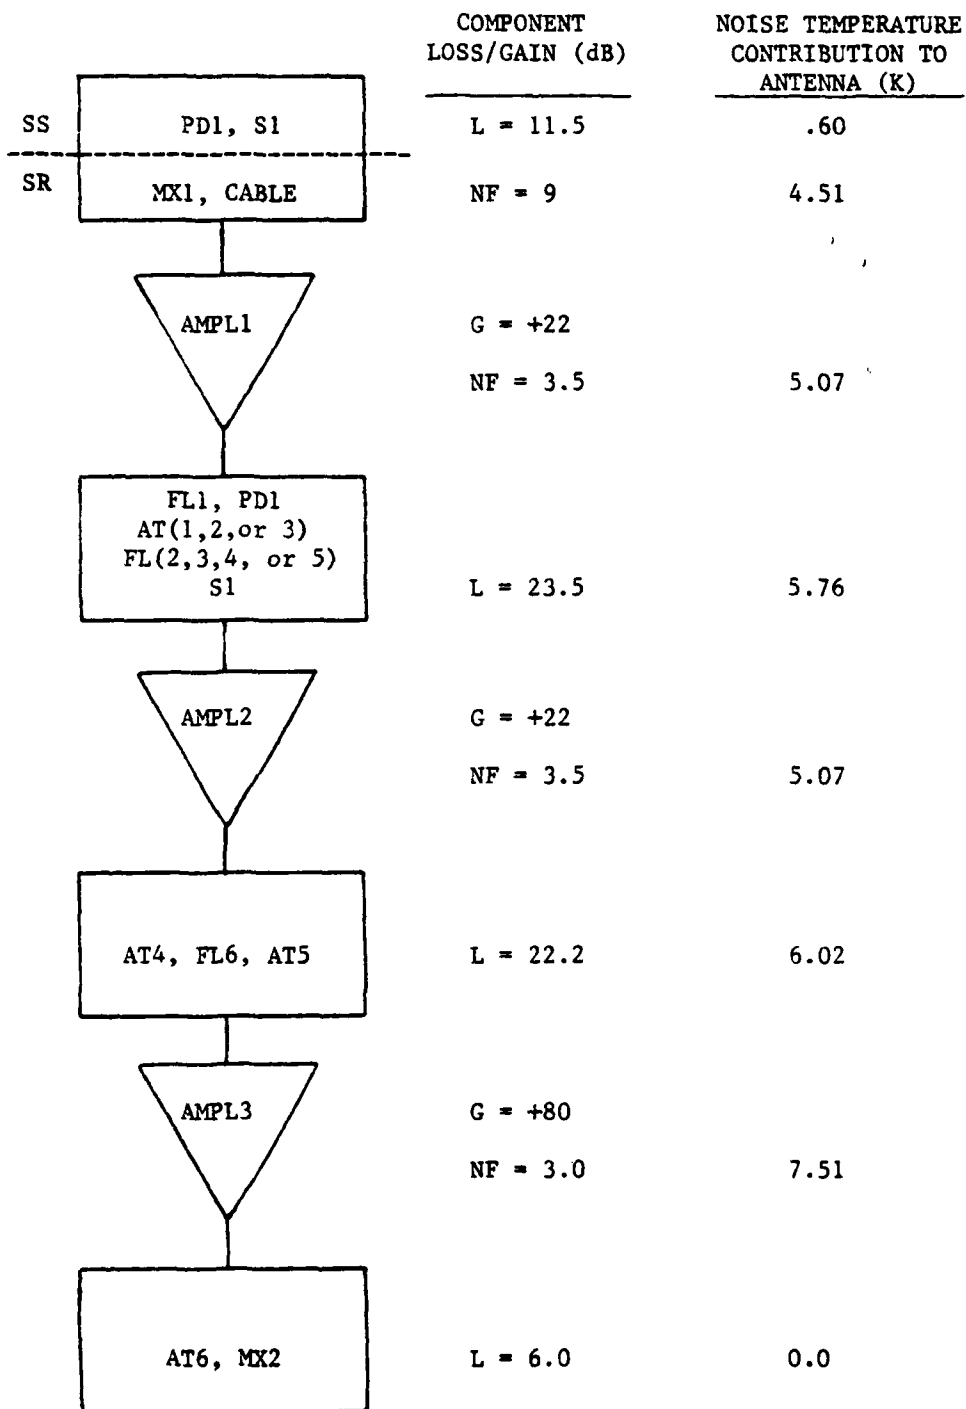 COMPONENT
LOSS/GAIN (dB)
NOISE TEMPERATURE
CONTRIBUTION TO
ANTENNA (K)
SS
PD1, S1
L = 11.5
.60
SR
MX1, CABLE
NF = 9
4.51
AMPL1
G = +22
NF = 3.5
5.07
FL1, PD1
AT(1,2,or 3)
FL(2,3,4, or 5)
S1
L = 23.5
5.76
AMPL2
G = +22
NF = 3.5
5.07
AT4, FL6, AT5
L = 22.2
6.02
AMPL3
G = +80
NF = 3.0
7.51
AT6, MX2
L = 6.0
0.0